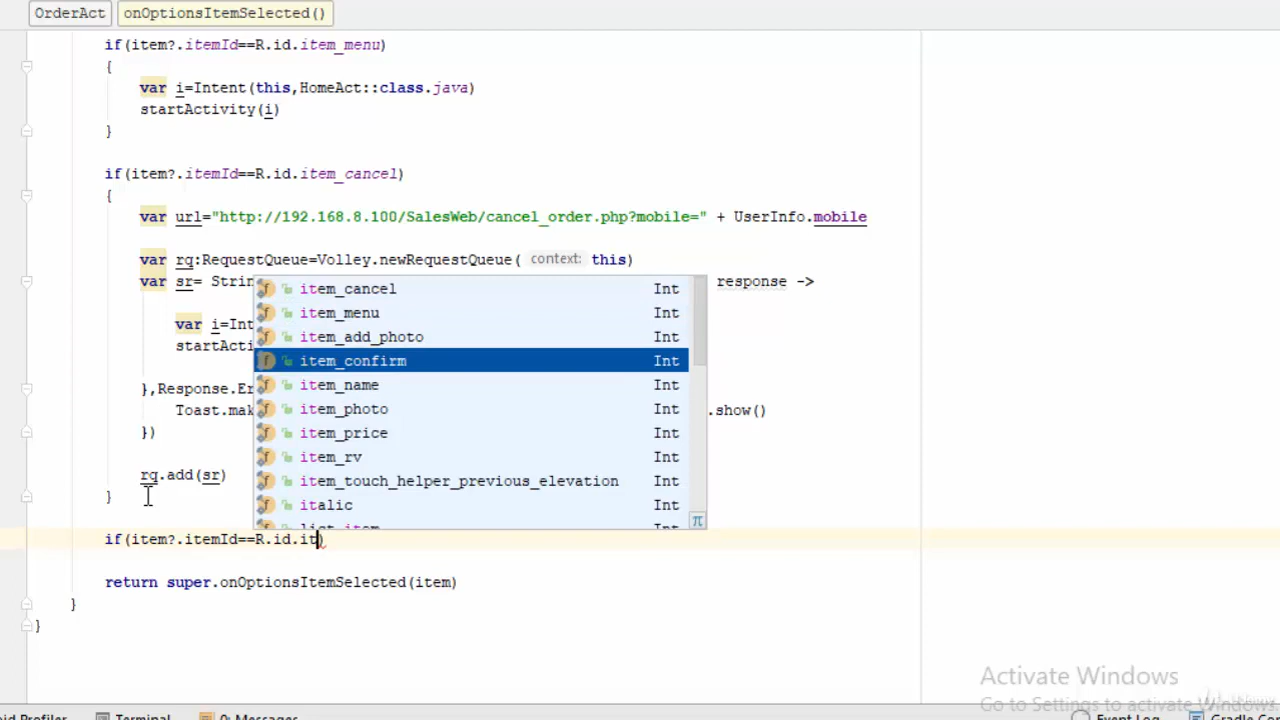 OrderAct onOptionsItemSelected()
if(item?.itemId==R.id.item_menu)
{
var i=Intent(this,HomeAct::class.java)
startActivity(i)
}
if(item?.itemId==R.id.item_cancel)
{
var url="http://192.168.8.100/SalesWeb/cancel_order.php?mobile=" + UserInfo.mobile
var rq:RequestQueue=Volley.newRequestQueue( context: this)
var sr= Strin response ->
item_cancel Int
item_menu Int
var i=Int
item_add_photo Int
startActi
item_confirm Int
item_name Int
},Response.Er
item_photo Int
Toast.mak .show()
item_price Int
})
item_rv Int
rq.add(sr)
item_touch_helper_previous_elevation Int
}
italic Int
list_item Int
if(item?.itemId==R.id.it)
return super.onOptionsItemSelected(item)
}
}
Activate Windows
Go to Settings to activate Windows.
oid Profiler Terminal 0: Messages Event Log Gradle Co